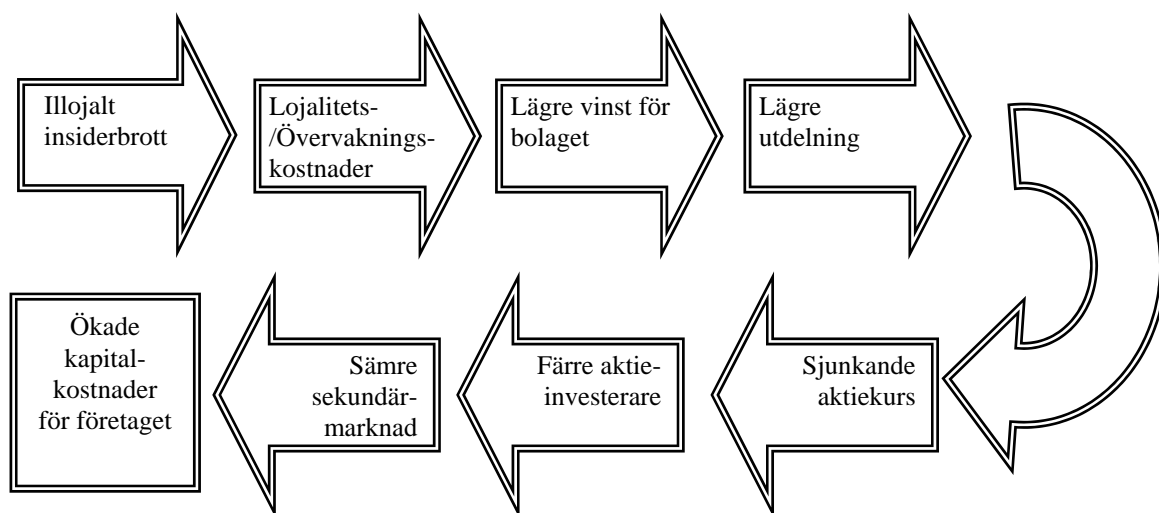 Illojalt
insiderbrott
Lojalitets-
/Övervaknings-
kostnader
Lägre vinst för
bolaget
Lägre
utdelning
Sjunkande
aktiekurs
Färre aktie-
investerare
Sämre
sekundär-
marknad
Ökade
kapital-
kostnader
för företaget